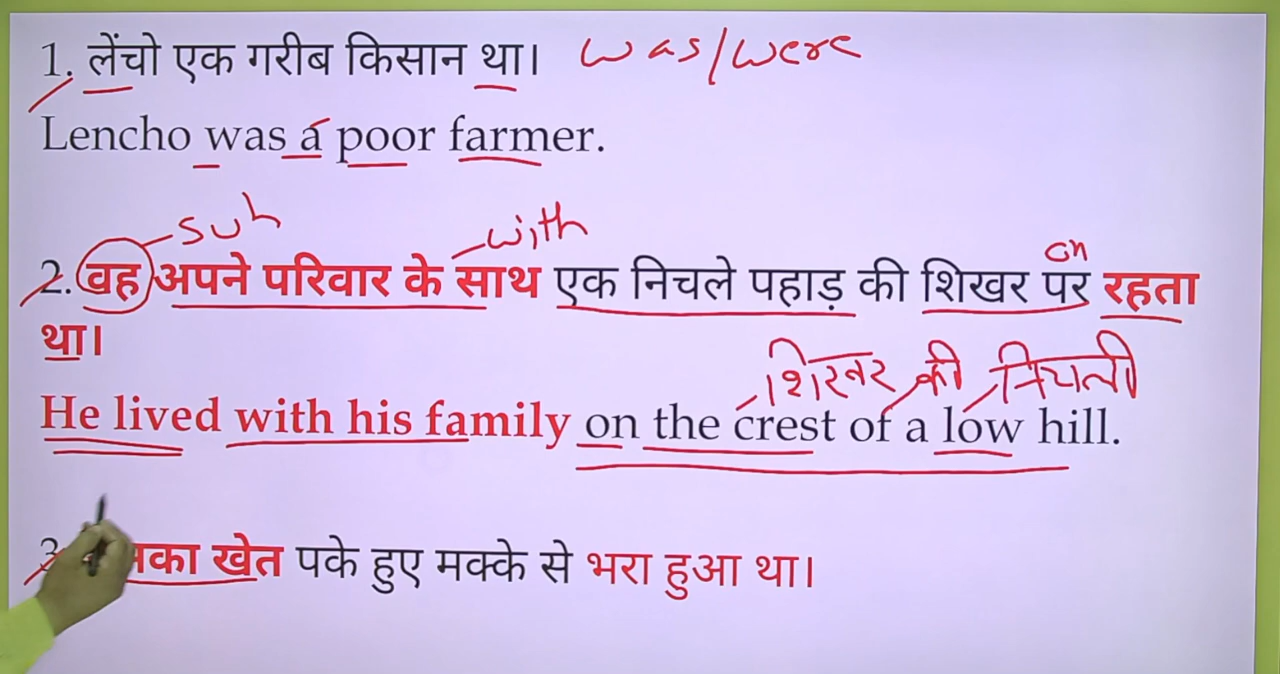 1. लेंचो एक गरीब किसान था। was/were
Lencho was a poor farmer.
suh with on
2. वह अपने परिवार के साथ एक निचले पहाड़ की शिखर पर रहता
था।
शिखर की निचली
He lived with his family on the crest of a low hill.
खेत पके हुए मक्के से भरा हुआ था।